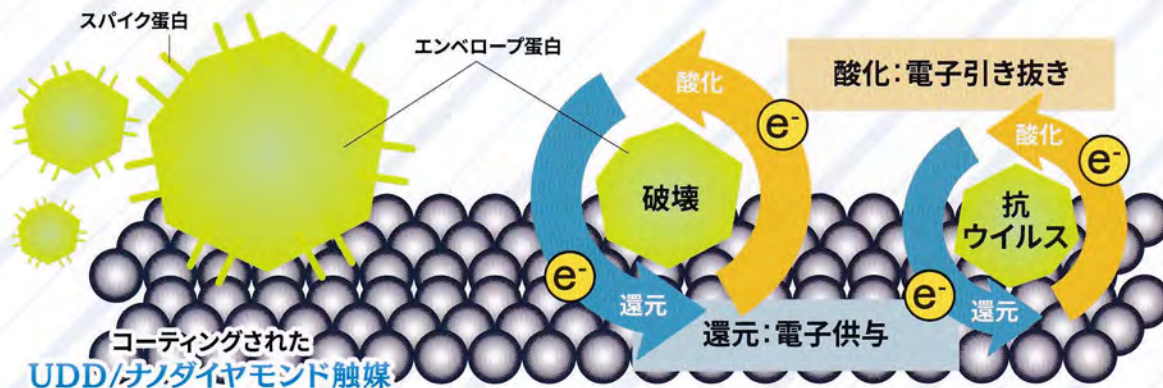 スパイク蛋白
エンベロープ蛋白
酸化
酸化：電子引き抜き
e-
酸化
e-
破壊
抗
ウイルス
e-
還元
還元：電子供与
e-
還元
コーティングされた
UDD/ナノダイヤモンド触媒